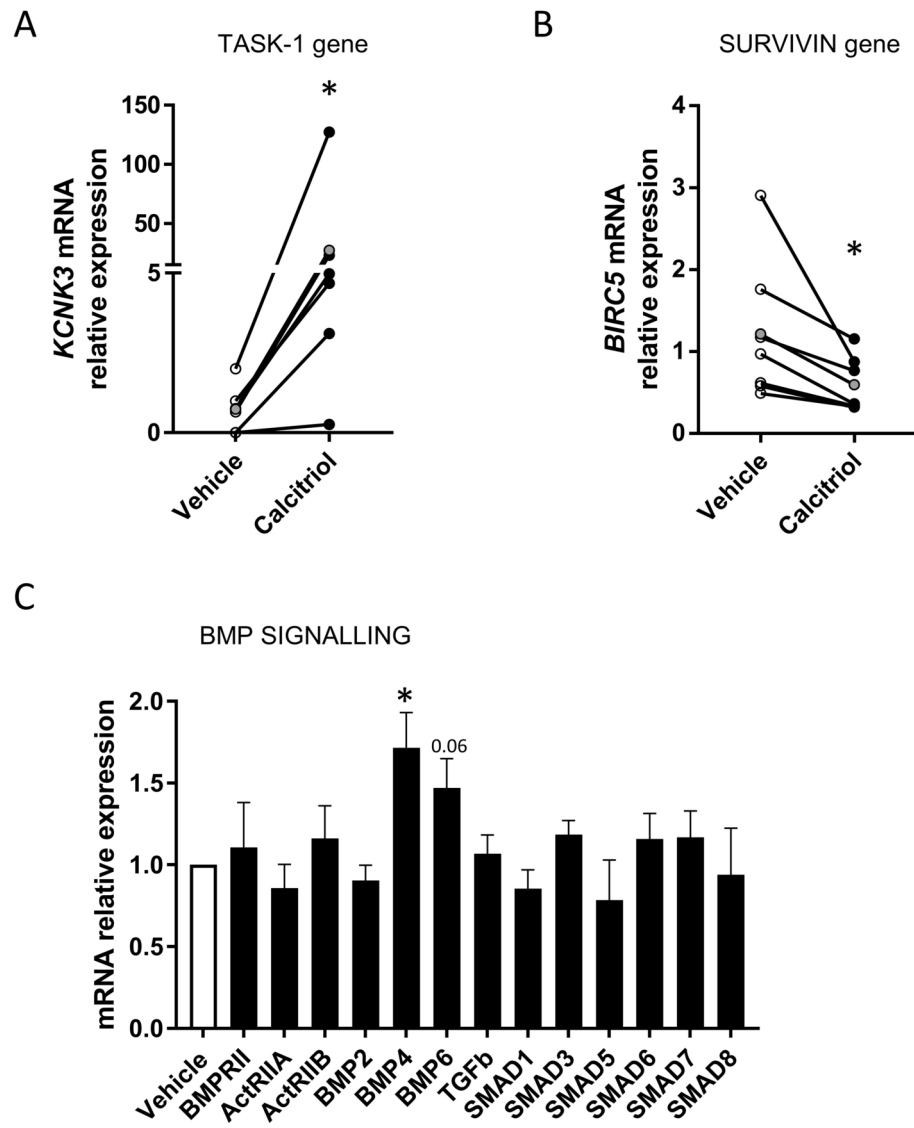 A
TASK-1 gene
*
KCNK3 mRNA
relative expression
150
100
50
5
0
Vehicle
Calcitriol
B
SURVIVIN gene
*
BIRC5 mRNA
relative expression
4
3
2
1
0
Vehicle
Calcitriol
C
BMP SIGNALLING
*
0.06
mRNA relative expression
2.0
1.5
1.0
0.5
0.0
Vehicle
BMPRII
ActRIIA
ActRIIB
BMP2
BMP4
BMP6
TGFb
SMAD1
SMAD3
SMAD5
SMAD6
SMAD7
SMAD8